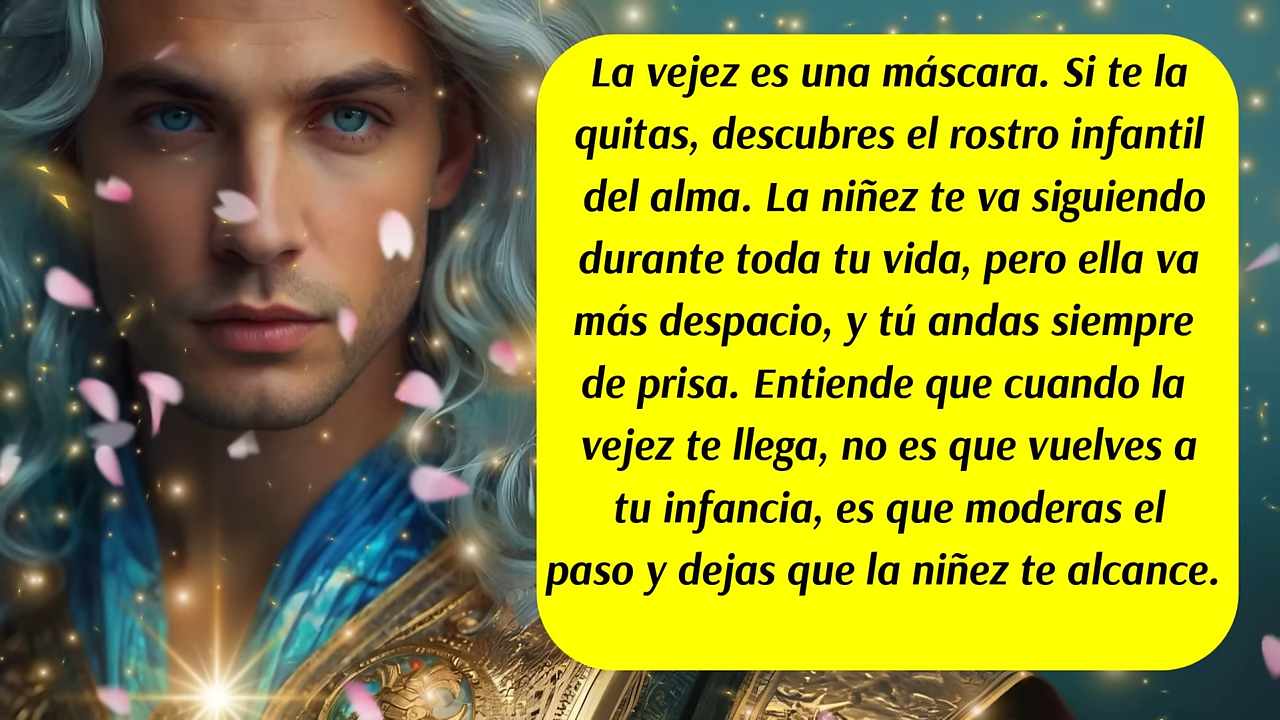 La vejez es una máscara. Si te la
quitas, descubres el rostro infantil
del alma. La niñez te va siguiendo
durante toda tu vida, pero ella va
más despacio, y tú andas siempre
de prisa. Entiende que cuando la
vejez te llega, no es que vuelves a
tu infancia, es que moderas el
paso y dejas que la niñez te alcance.